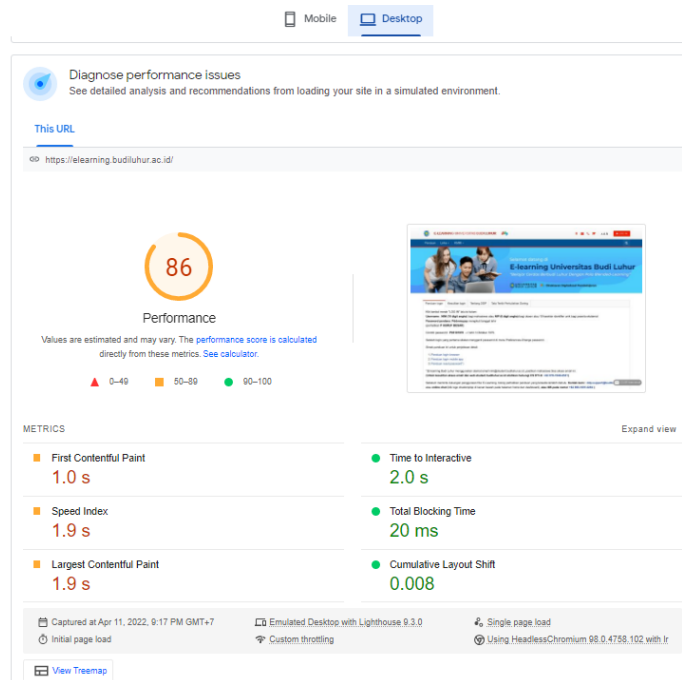 Mobile
Desktop
Diagnose performance issues
See detailed analysis and recommendations from loading your site in a simulated environment.
This URL
https://elearning.budiluhur.ac.id/
86
Performance
Values are estimated and may vary. The performance score is calculated
directly from these metrics. See calculator.
0–49
50–89
90–100
E-learning Universitas Budi Luhur
METRICS
Expand view
First Contentful Paint
1.0 s
Time to Interactive
2.0 s
Speed Index
1.9 s
Total Blocking Time
20 ms
Largest Contentful Paint
1.9 s
Cumulative Layout Shift
0.008
Captured at Apr 11, 2022, 9:17 PM GMT+7
Emulated Desktop with Lighthouse 9.3.0
Single page load
Initial page load
Custom throttling
Using HeadlessChromium 98.0.4758.102 with lr
View Treemap